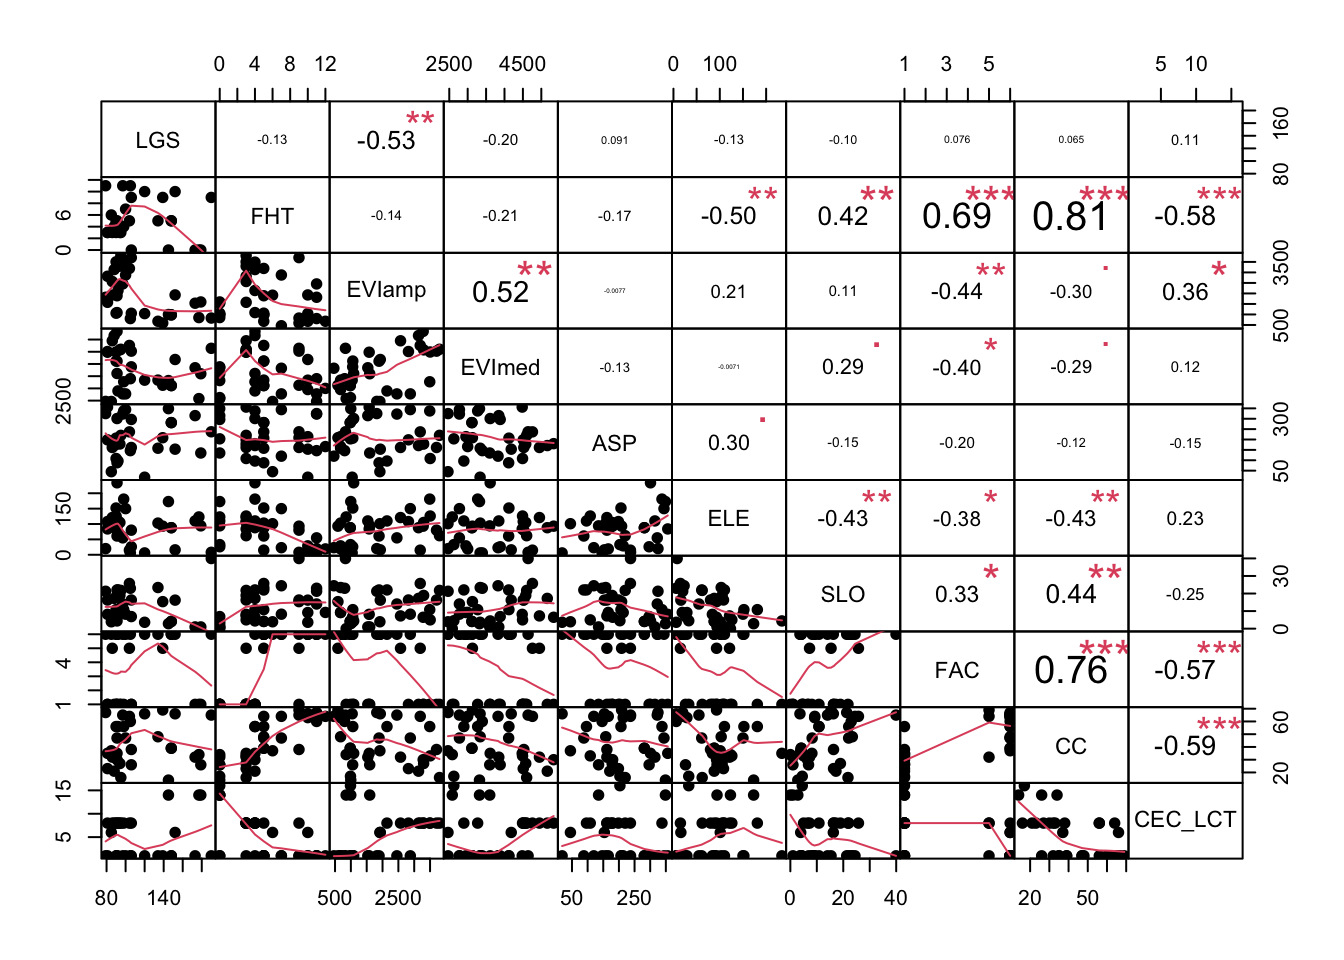 0 4 8 12 2500 4500 0 100 1 3 5 5 10
**
LGS -0.13 -0.53 -0.20 0.091 -0.13 -0.10 0.076 0.065 0.11 80 160
** ** *** *** ***
0 6 FHT -0.14 -0.21 -0.17 -0.50 0.42 0.69 0.81 -0.58
** ** . *
EVIamp 0.52 -0.0077 0.21 0.11 -0.44 -0.30 0.36 500 3500
. * .
2500 EVImed -0.13 -0.0071 0.29 -0.40 -0.29 0.12
.
ASP 0.30 -0.15 -0.20 -0.12 -0.15 50 300
** * **
0 150 ELE -0.43 -0.38 -0.43 0.23
* **
SLO 0.33 0.44 -0.25 0 30
*** ***
1 4 FAC 0.76 -0.57
***
CC -0.59 20 60
5 15 CEC_LCT
80 140 500 2500 50 250 0 20 40 20 50